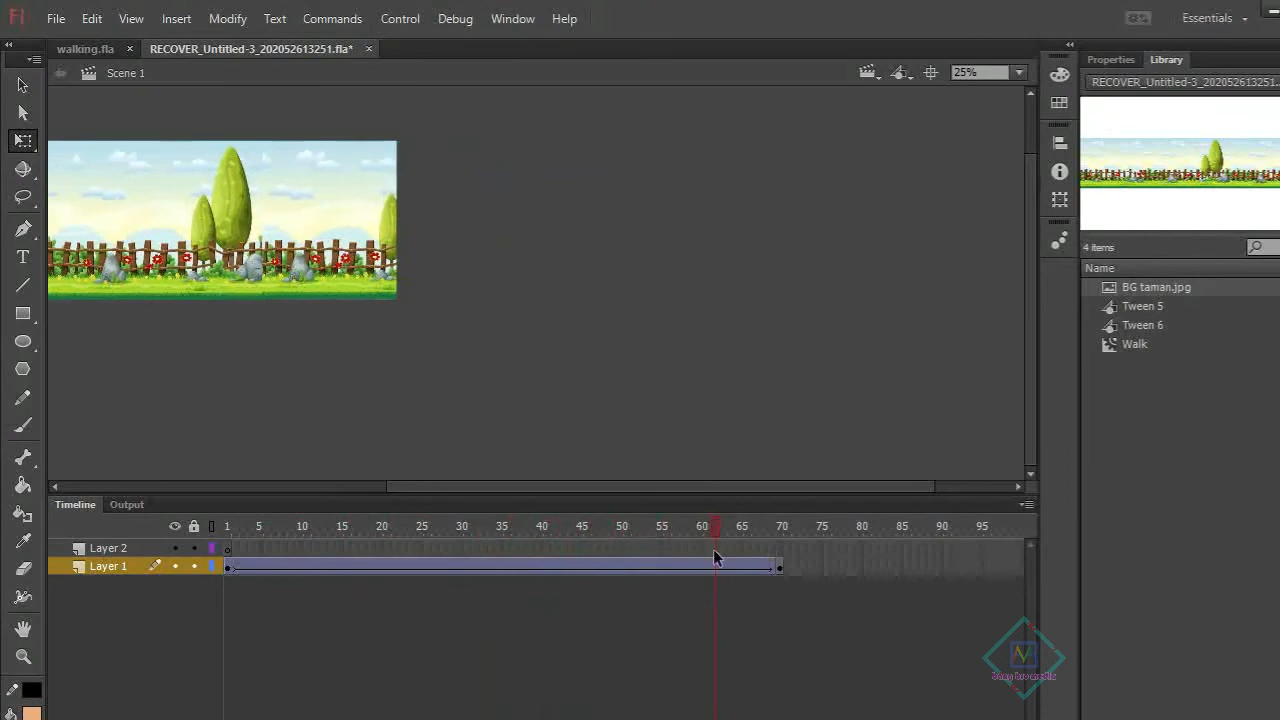 Fl File Edit View Insert Modify Text Commands Control Debug Window Help Essentials
walking.fla RECOVER_Untitled-3_202052613251.fla*
Scene 1 25%
Properties Library
RECOVER_Untitled-3_202052613251.
4 items
Name
BG taman.jpg
Tween 5
Tween 6
Walk
T
Timeline Output
1 5 10 15 20 25 30 35 40 45 50 55 60 65 70 75 80 85 90 95
Layer 2
Layer 1